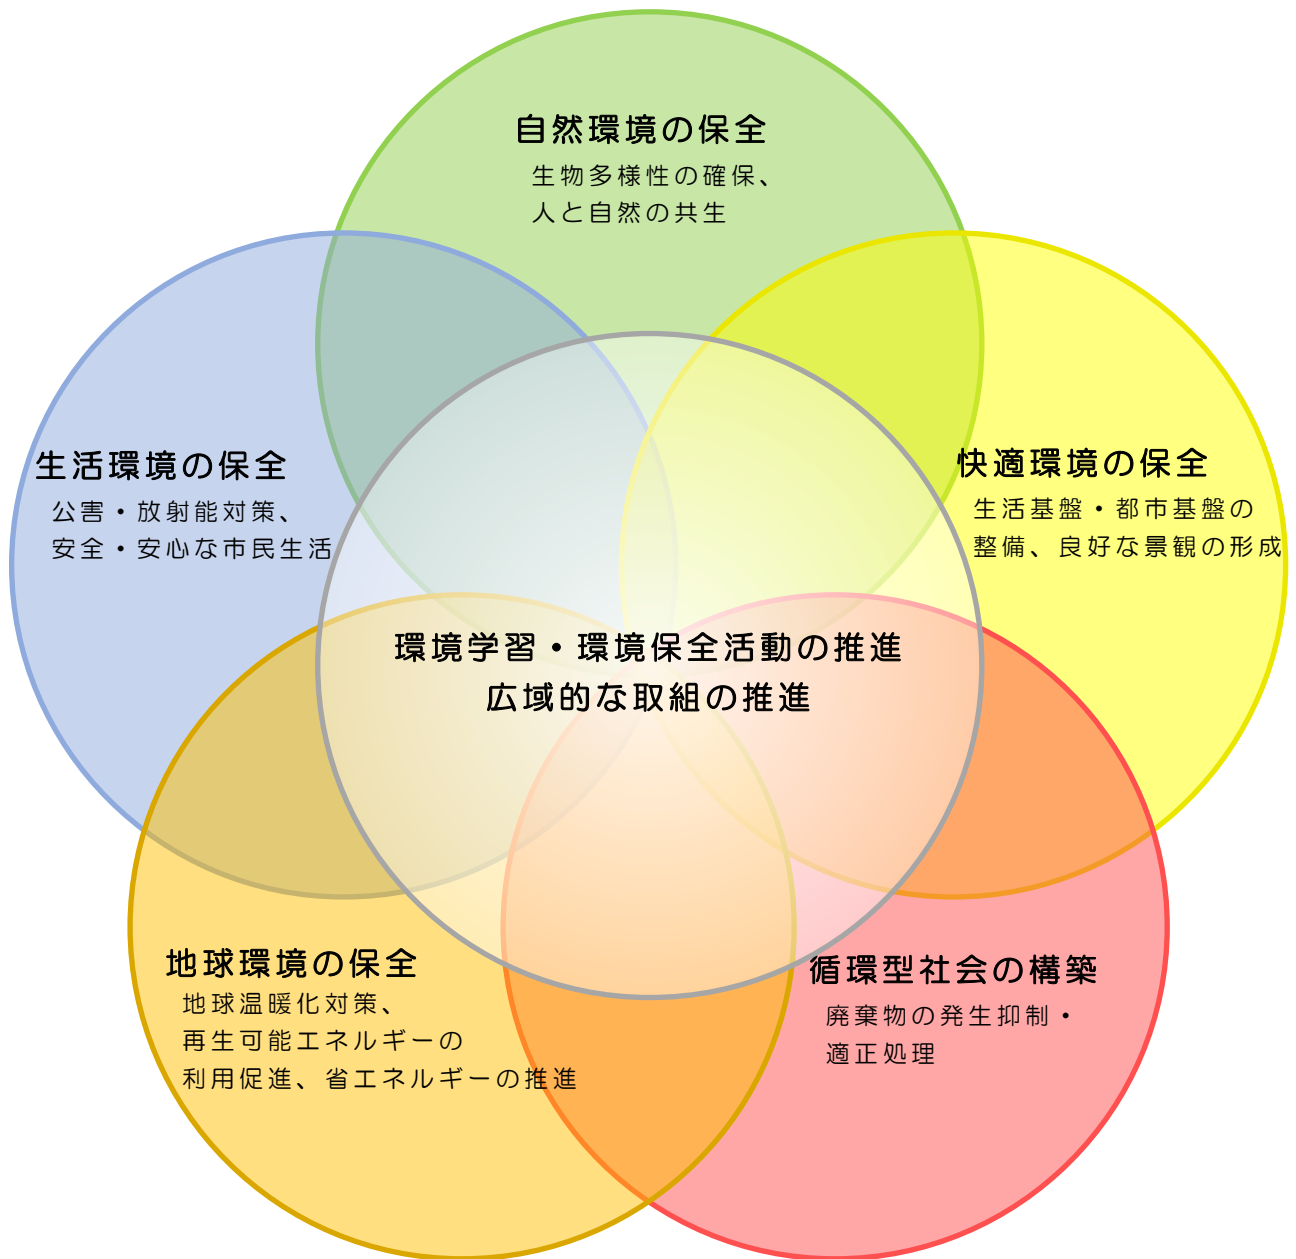 自然環境の保全
生物多様性の確保、
人と自然の共生
生活環境の保全
公害・放射能対策、
安全・安心な市民生活
快適環境の保全
生活基盤・都市基盤の
整備、良好な景観の形成
環境学習・環境保全活動の推進
広域的な取組の推進
地球環境の保全
地球温暖化対策、
再生可能エネルギーの
利用促進、省エネルギーの推進
循環型社会の構築
廃棄物の発生抑制・
適正処理